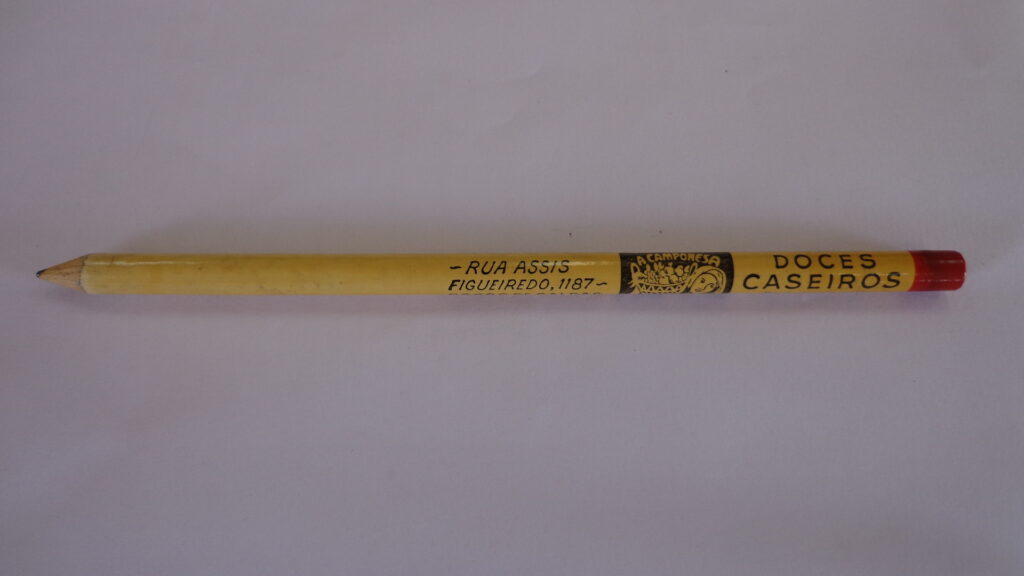 ~RUA ASSIS
FIGUEIREDO, 1187~
A CAMPONESA
DOCES
CASEIROS